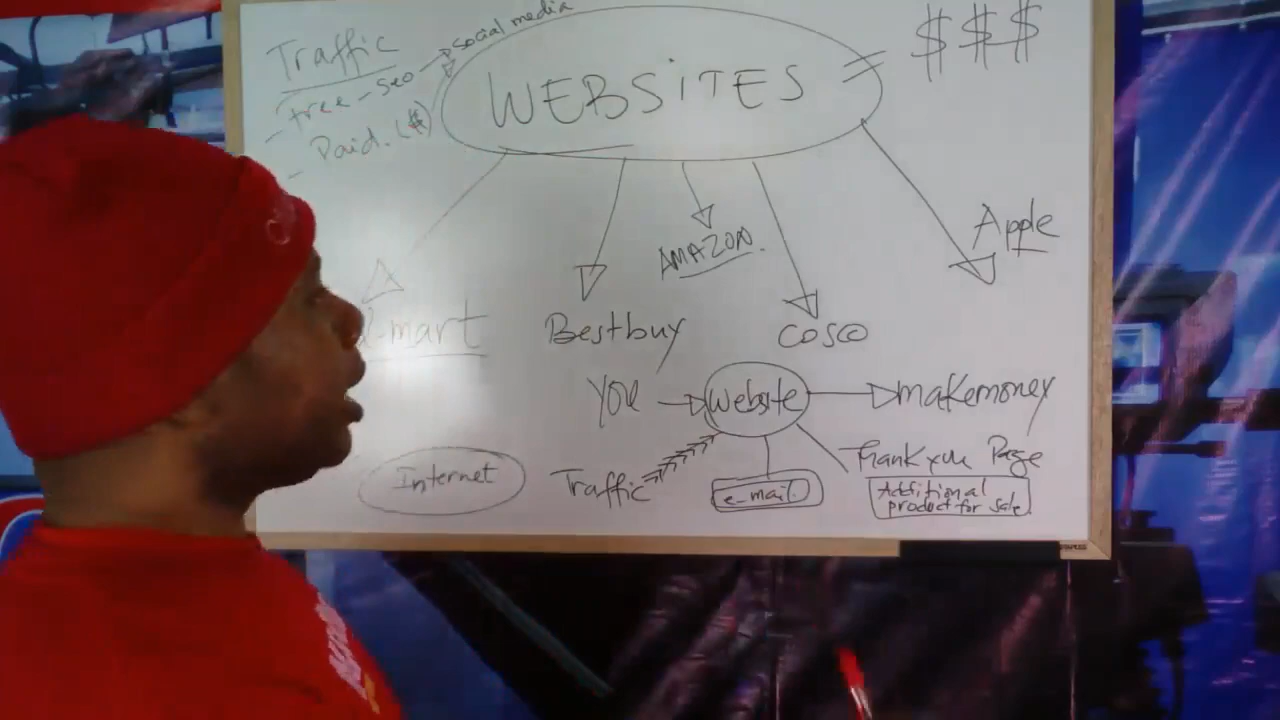 Traffic
- free - SEO → social media
- Paid. (#)
WEBSITES = $$$
-mart
Bestbuy
AMAZON.
COSCO
Apple
YOU → website → makemoney
Internet
Traffic
e-mail.
Thank you Page
Additional
product for sale